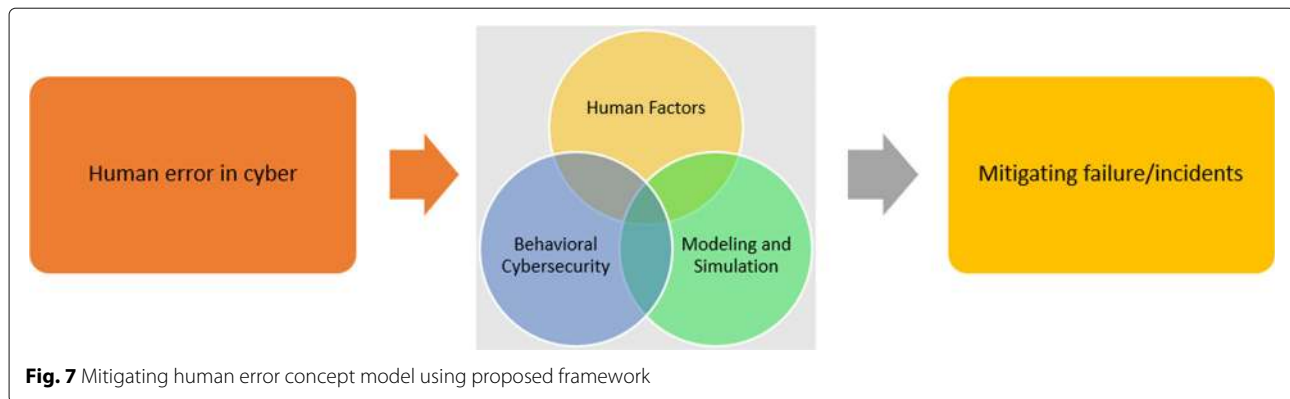 Human error in cyber
Human Factors
Behavioral
Cybersecurity
Modeling and
Simulation
Mitigating failure/incidents
Fig. 7 Mitigating human error concept model using proposed framework